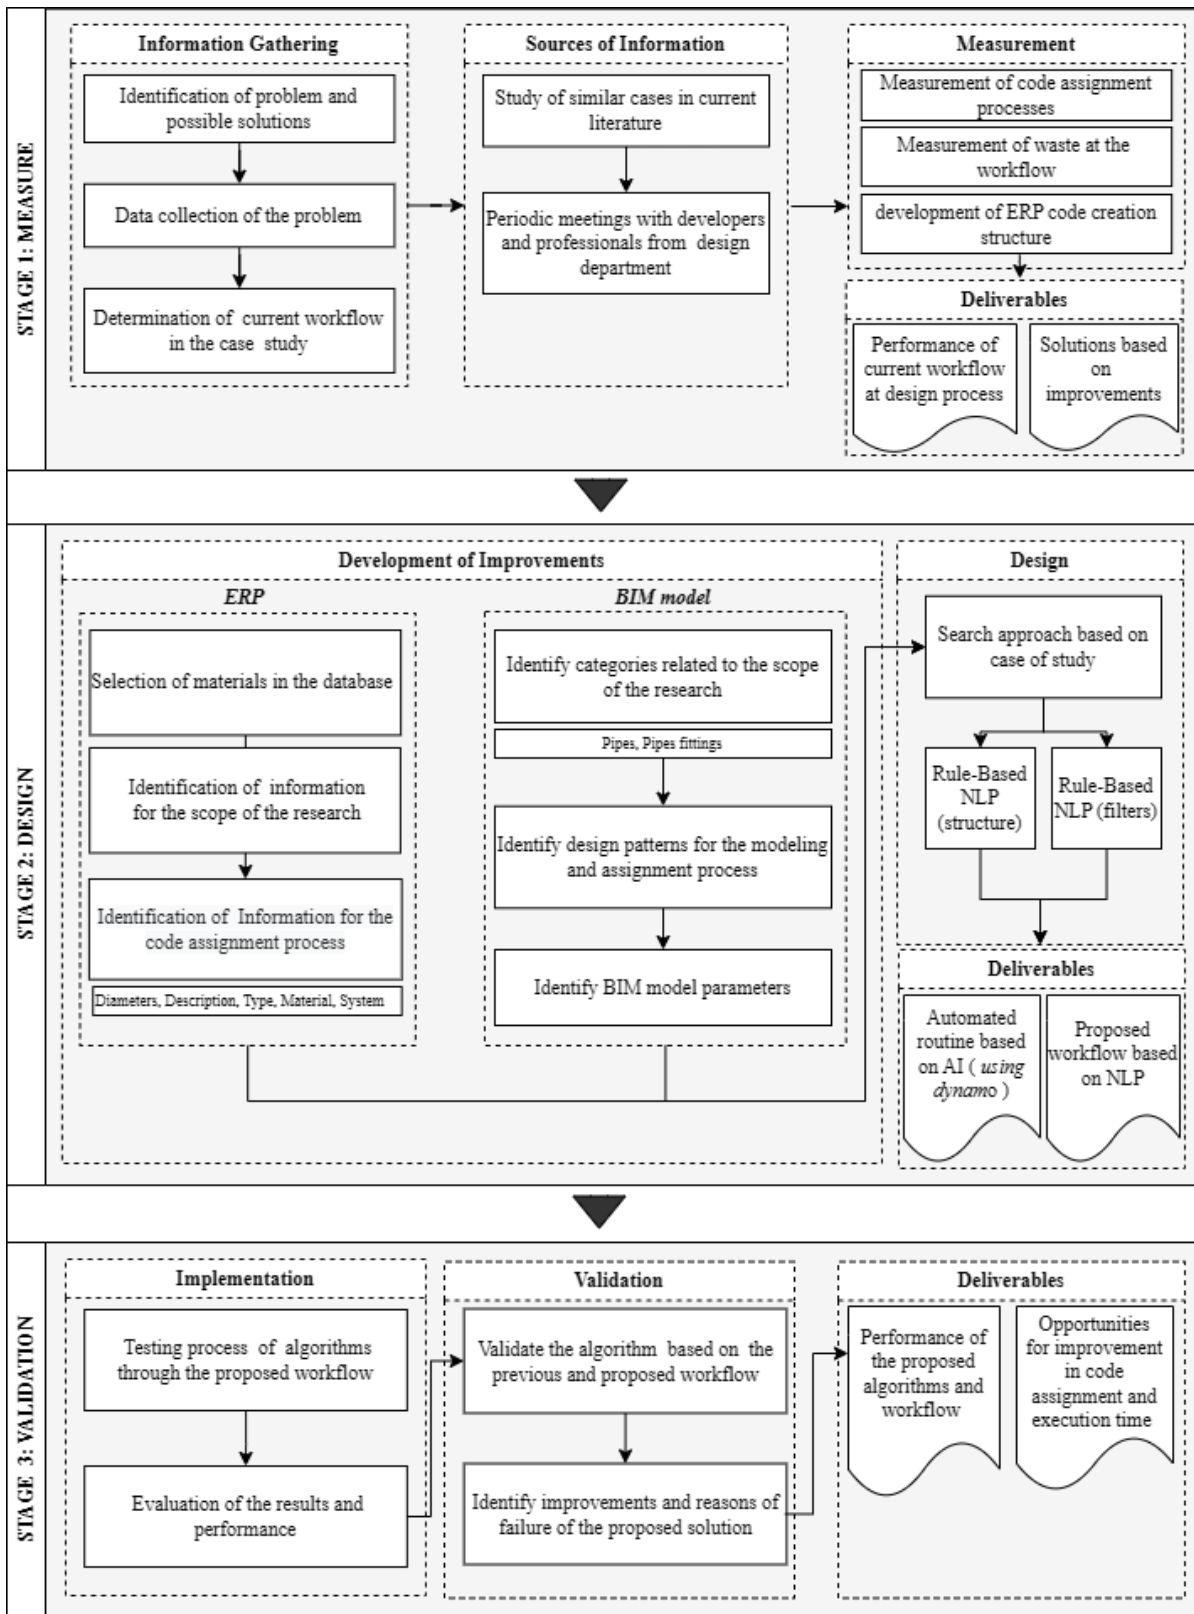 STAGE 1: MEASURE
Information Gathering
Identification of problem and
possible solutions
Data collection of the problem
Determination of current workflow
in the case study
Sources of Information
Study of similar cases in current
literature
Periodic meetings with developers
and professionals from design
department
Measurement
Measurement of code assignment
processes
Measurement of waste at the
workflow
development of ERP code creation
structure
Deliverables
Performance of
current workflow
at design process
Solutions based
on
improvements
STAGE 2: DESIGN
Development of Improvements
ERP
Selection of materials in the database
Identification of information
for the scope of the research
Identification of Information for the
code assignment process
Diameters, Description, Type, Material, System
BIM model
Identify categories related to the scope
of the research
Pipes, Pipes fittings
Identify design patterns for the modeling
and assignment process
Identify BIM model parameters
Design
Search approach based on
case of study
Rule-Based
NLP
(structure)
Rule-Based
NLP (filters)
Deliverables
Automated
routine based
on AI ( using
dynamo )
Proposed
workflow based
on NLP
STAGE 3: VALIDATION
Implementation
Testing process of algorithms
through the proposed workflow
Evaluation of the results and
performance
Validation
Validate the algorithm based on the
previous and proposed workflow
Identify improvements and reasons of
failure of the proposed solution
Deliverables
Performance of
the proposed
algorithms and
workflow
Opportunities
for improvement
in code
assignment and
execution time